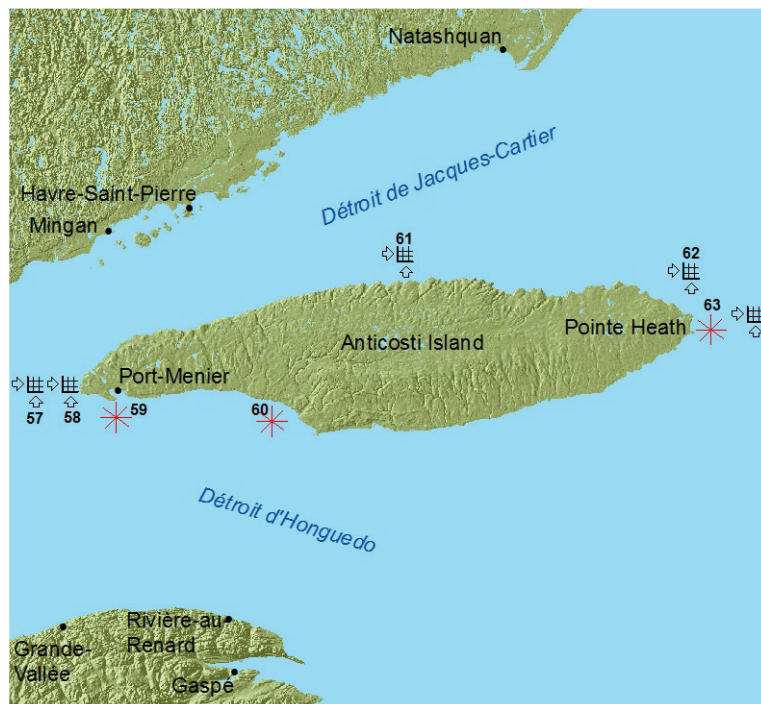 Natashquan
Détroit de Jacques-Cartier
Havre-Saint-Pierre
Mingan
61
62
63
Pointe Heath
Anticosti Island
Port-Menier
57
58
59
60
Détroit d'Honguedo
Rivière-au
Renard
Grande-
Vallée
Gaspé